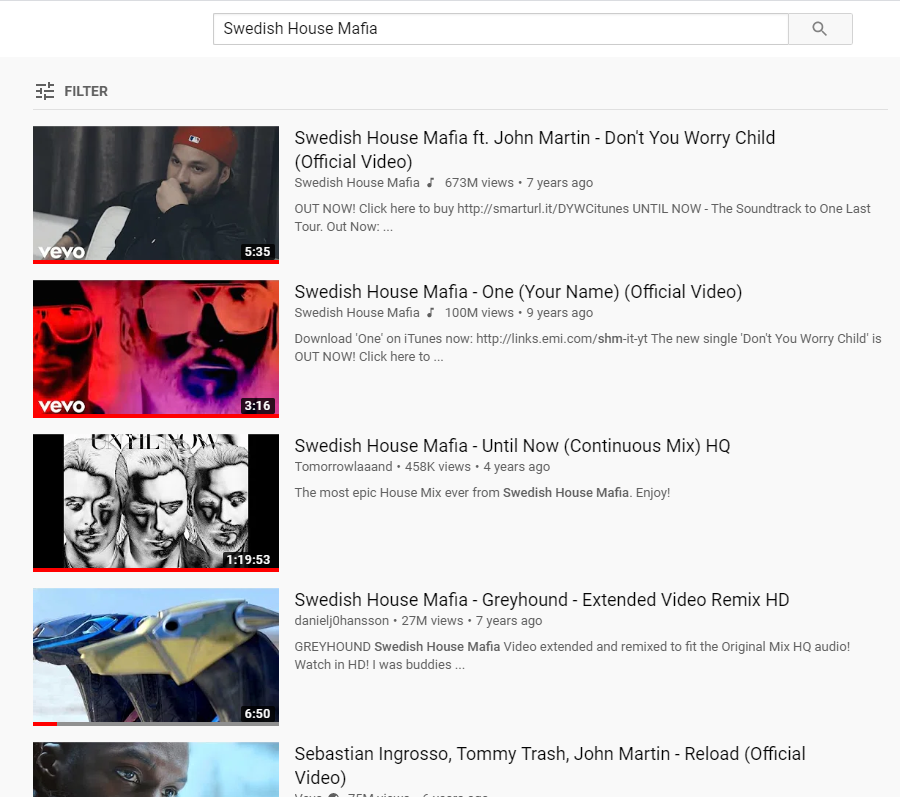 Swedish House Mafia
FILTER
Swedish House Mafia ft. John Martin - Don't You Worry Child
(Official Video)
Swedish House Mafia 673M views • 7 years ago
OUT NOW! Click here to buy http://smarturl.it/DYWCitunes UNTIL NOW - The Soundtrack to One Last
Tour. Out Now: ...
vevo 5:35
Swedish House Mafia - One (Your Name) (Official Video)
Swedish House Mafia 100M views • 9 years ago
Download 'One' on iTunes now: http://links.emi.com/shm-it-yt The new single 'Don't You Worry Child' is
OUT NOW! Click here to ...
vevo 3:16
UNTIL NOW
Swedish House Mafia - Until Now (Continuous Mix) HQ
Tomorrowlaaand • 458K views • 4 years ago
The most epic House Mix ever from Swedish House Mafia. Enjoy!
1:19:53
Swedish House Mafia - Greyhound - Extended Video Remix HD
danielj0hansson • 27M views • 7 years ago
GREYHOUND Swedish House Mafia Video extended and remixed to fit the Original Mix HQ audio!
Watch in HD! I was buddies ...
6:50
Sebastian Ingrosso, Tommy Trash, John Martin - Reload (Official
Video)
Vevo 75M views • 6 years ago